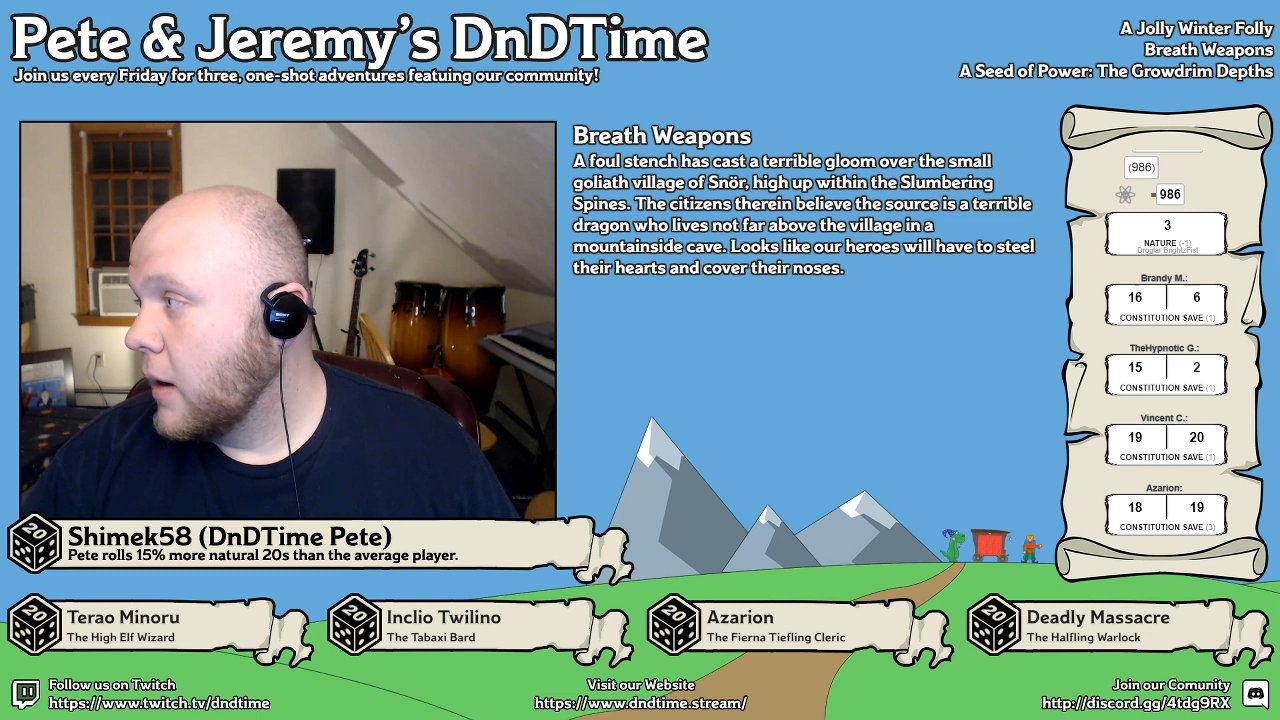 Pete & Jeremy's DnDTime
Join us every Friday for three, one-shot adventures featuing our community!
A Jolly Winter Folly
Breath Weapons
A Seed of Power: The Growdrim Depths
Breath Weapons
A foul stench has cast a terrible gloom over the small
goliath village of Snör, high up within the Slumbering
Spines. The citizens therein believe the source is a terrible
dragon who lives not far above the village in a
mountainside cave. Looks like our heroes will have to steel
their hearts and cover their noses.
(986)
=986
3
NATURE (-1)
Droglar BrightzFist
Brandy M.:
16 6
CONSTITUTION SAVE (1)
TheHypnotic G.:
15 2
CONSTITUTION SAVE (1)
Vincent C.:
19 20
CONSTITUTION SAVE (1)
Azarion:
18 19
CONSTITUTION SAVE (3)
SONY
20
Shimek58 (DnDTime Pete)
Pete rolls 15% more natural 20s than the average player.
20
Terao Minoru
The High Elf Wizard
20
Inclio Twilino
The Tabaxi Bard
20
Azarion
The Fierna Tiefling Cleric
20
Deadly Massacre
The Halfling Warlock
Follow us on Twitch
https://www.twitch.tv/dndtime
Visit our Website
https://www.dndtime.stream/
Join our Comunity
http://discord.gg/4tdg9RX